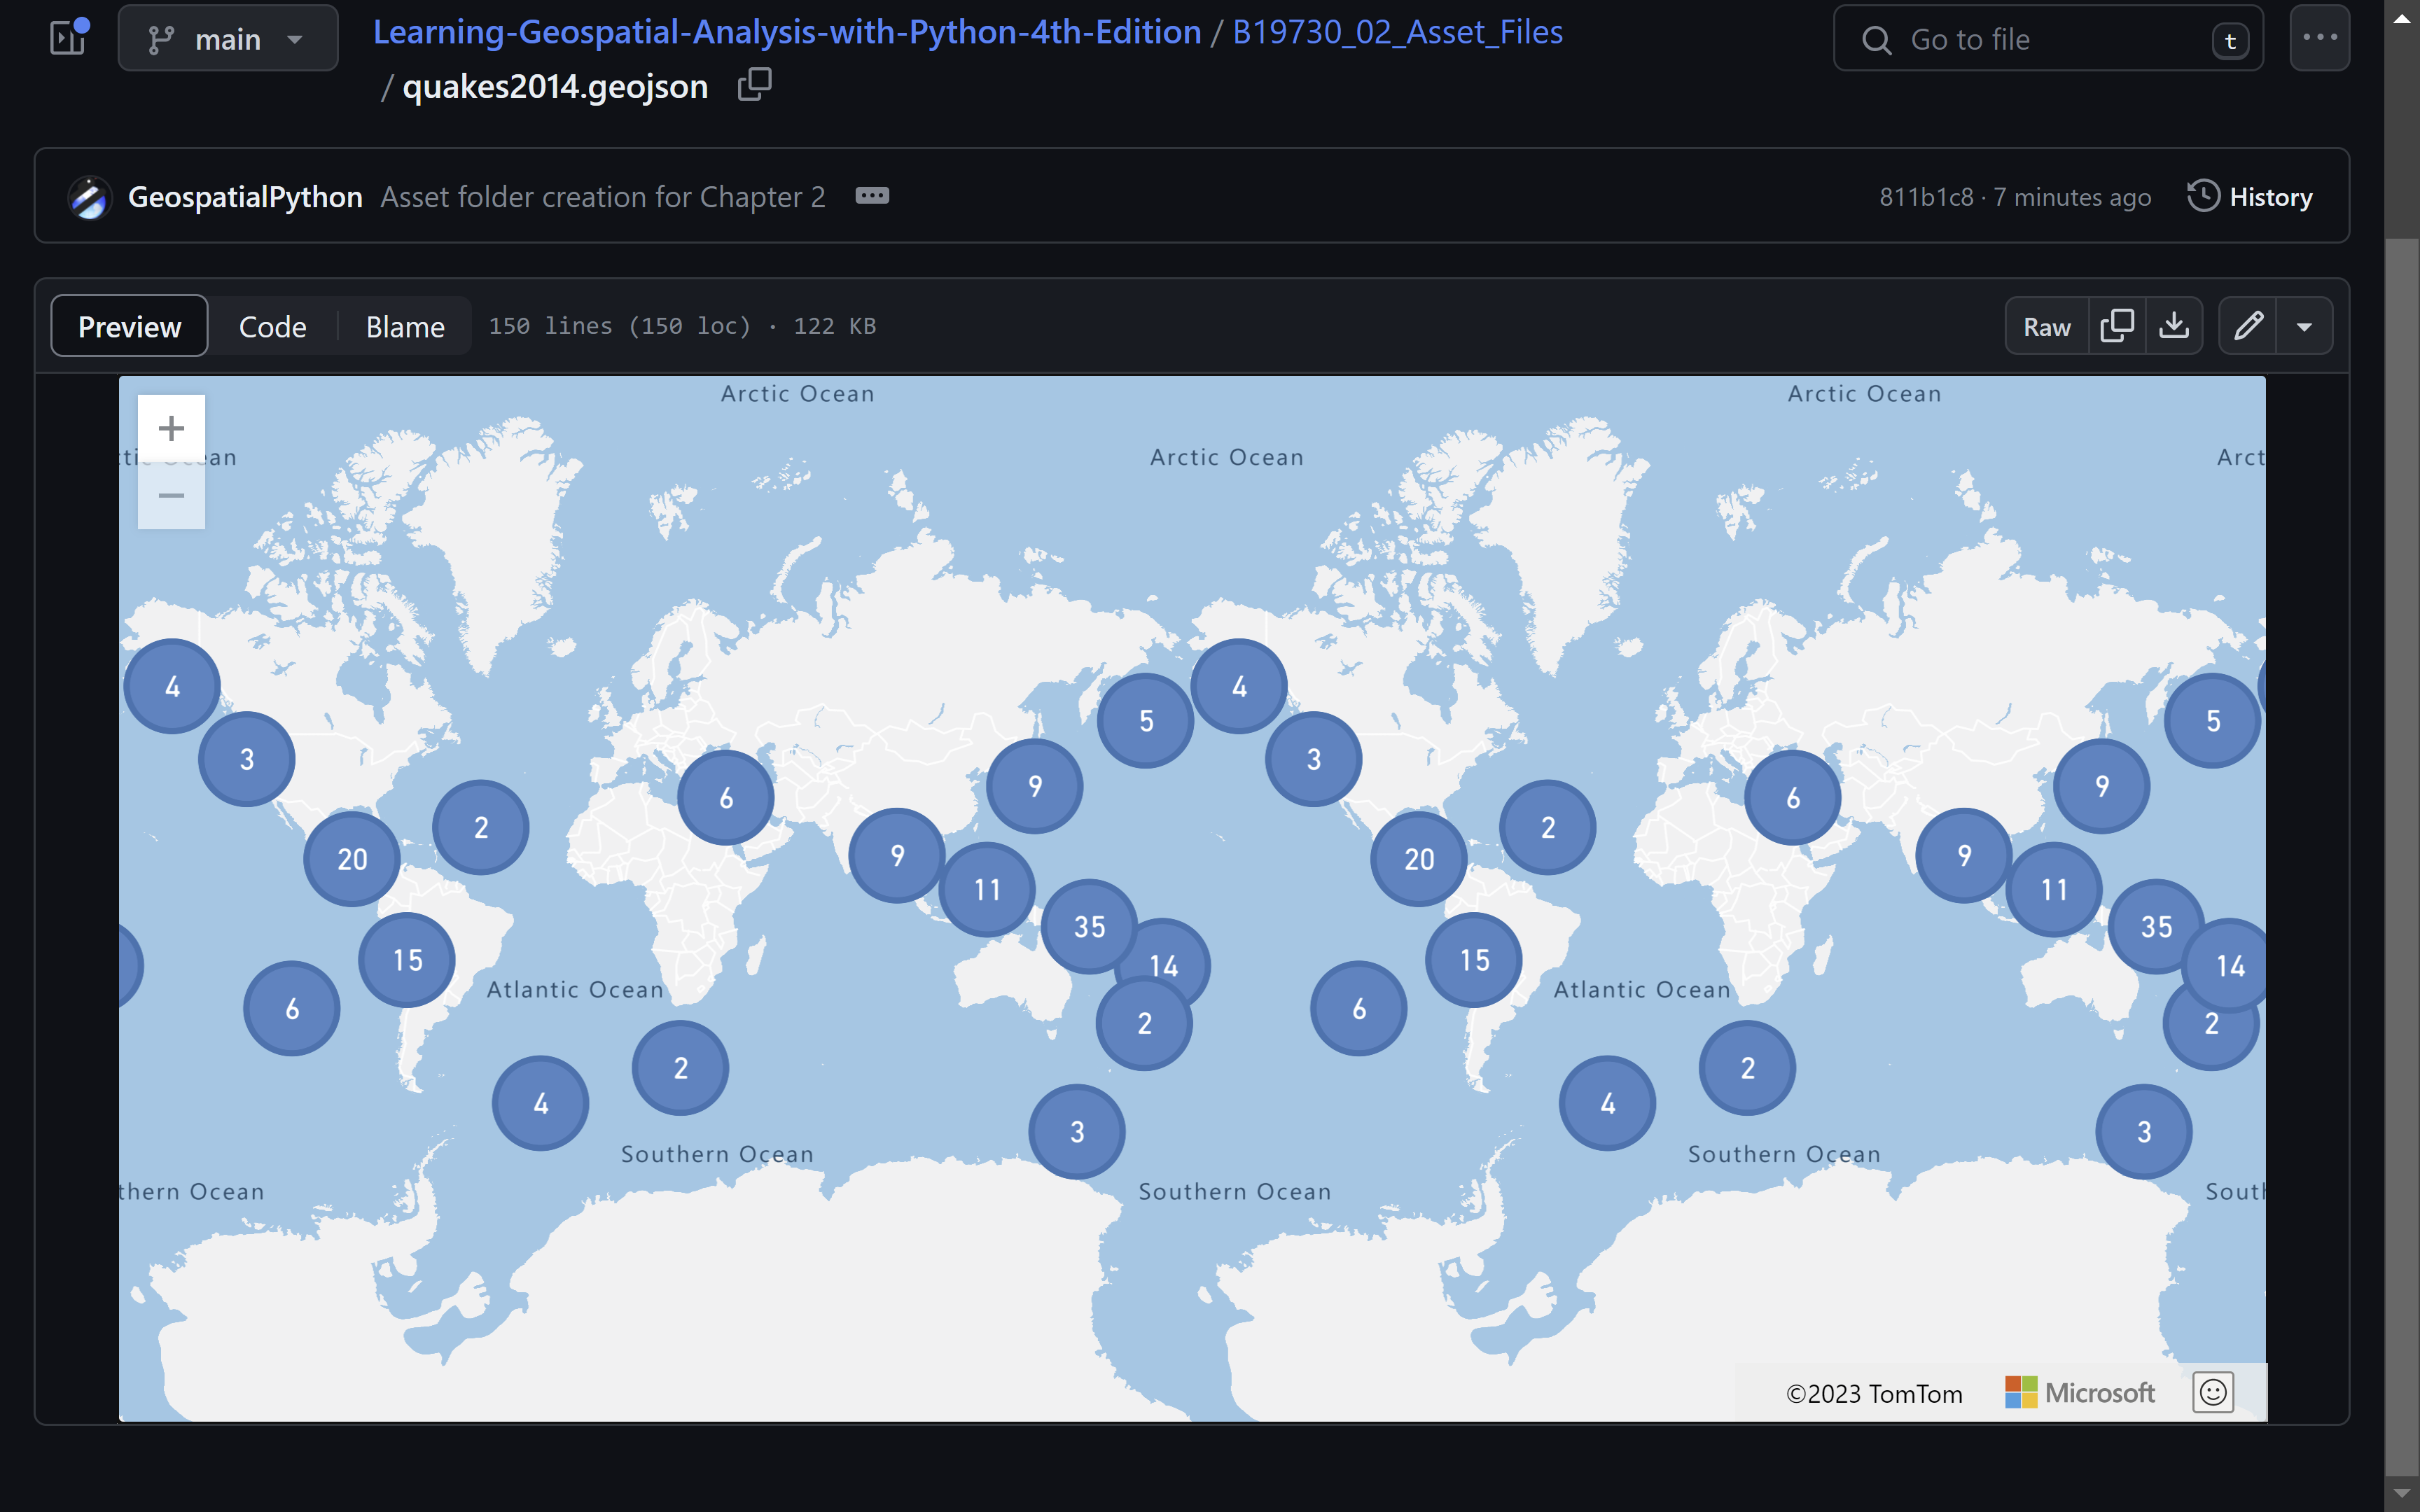 main
Learning-Geospatial-Analysis-with-Python-4th-Edition / B19730_02_Asset_Files
/ quakes2014.geojson
Go to file
t
GeospatialPython Asset folder creation for Chapter 2
811b1c8 · 7 minutes ago
History
Preview
Code
Blame
150 lines (150 loc) · 122 KB
Raw
Arctic Ocean
Arctic Ocean
+
ctic Ocean
Arctic Ocean
Arct
−
4
4
5
5
3
3
9
9
6
6
2
2
20
9
20
9
11
11
35
35
15
14
15
14
Atlantic Ocean
Atlantic Ocean
6
2
6
2
2
2
4
4
3
3
Southern Ocean
Southern Ocean
thern Ocean
Southern Ocean
South
©2023 TomTom
Microsoft